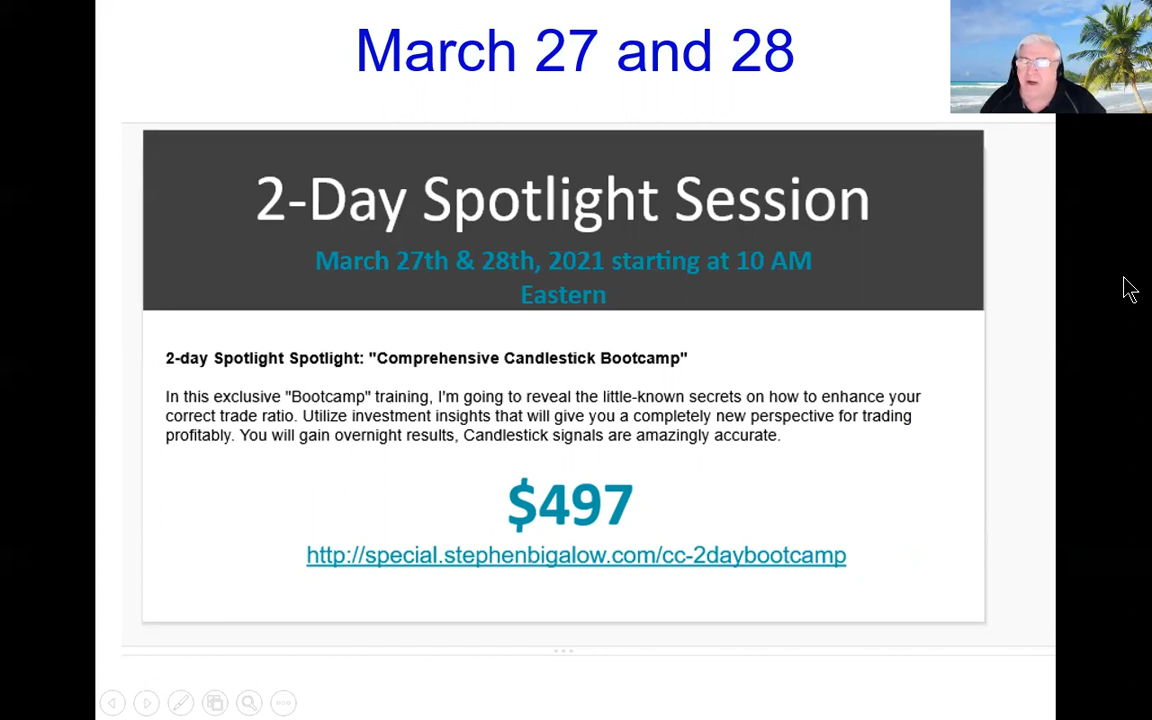 March 27 and 28
2-Day Spotlight Session
March 27th & 28th, 2021 starting at 10 AM
Eastern
2-day Spotlight Spotlight: "Comprehensive Candlestick Bootcamp"
In this exclusive "Bootcamp" training, I'm going to reveal the little-known secrets on how to enhance your
correct trade ratio. Utilize investment insights that will give you a completely new perspective for trading
profitably. You will gain overnight results, Candlestick signals are amazingly accurate.
$497
http://special.stephenbigalow.com/cc-2daybootcamp